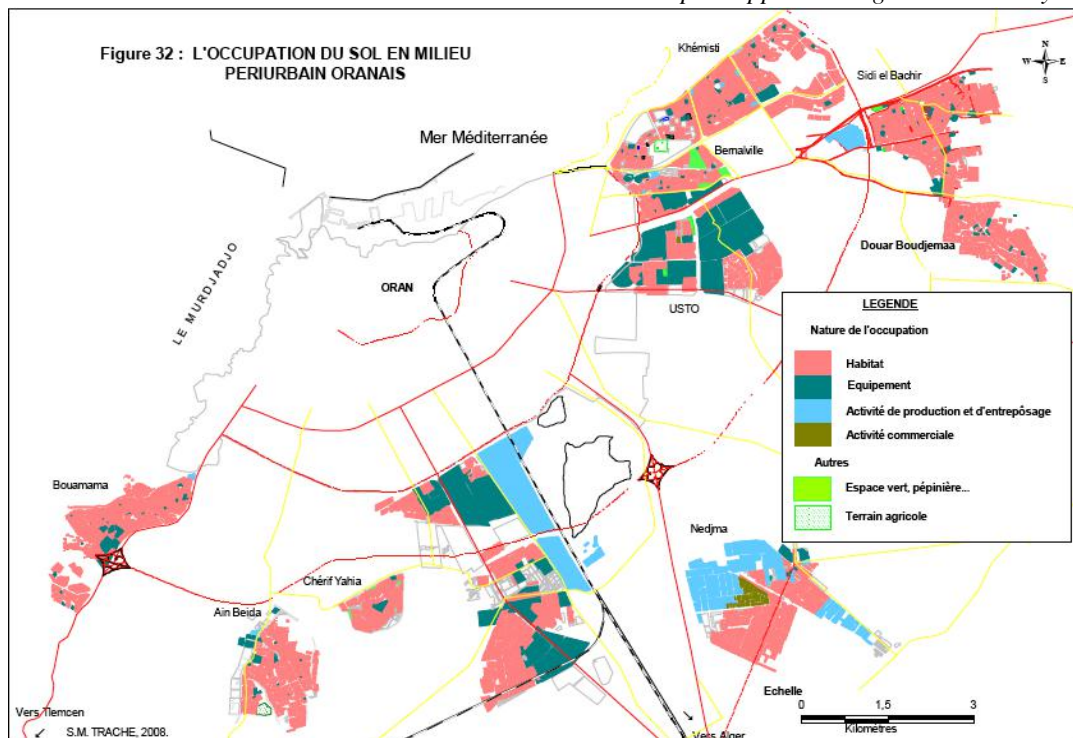 Figure 32 : L'OCCUPATION DU SOL EN MILIEU
PERIURBAIN ORANAIS
Khémisti
N
W
E
S
Sidi el Bachir
Mer Méditerranée
Bernalville
Douar Boudjemaa
LE MURDJADJO
ORAN
USTO
LEGENDE
Nature de l'occupation
Habitat
Equipement
Activité de production et d'entrepôsage
Activité commerciale
Autres
Espace vert, pépinière...
Terrain agricole
Bouamama
Nedjma
Chérif Yahia
Ain Beida
Echelle
0 1,5 3
Kilométres
Vers Tlemcen
S.M. TRACHE, 2008.
Vers Alger